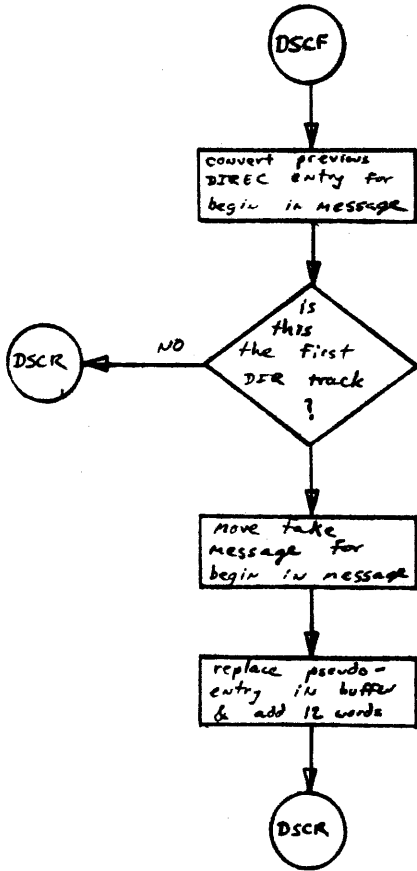 DSCF
convert previous
DIREC entry for
begin in message
is
this
the first
DIR track
?
NO
DSCR
move take
message for
begin in message
replace pseudo-
entry in buffer
& add 12 words
DSCR